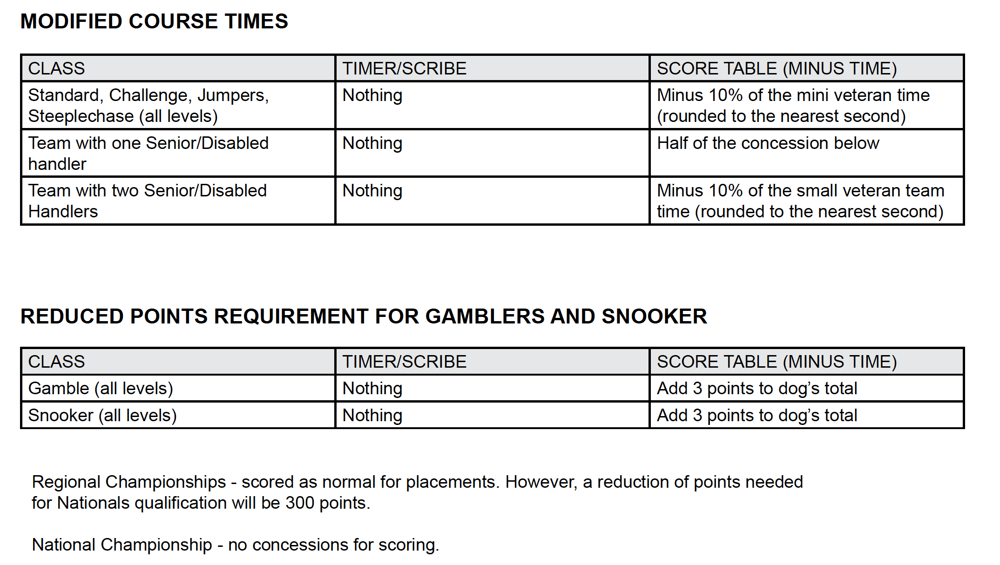 MODIFIED COURSE TIMES
CLASS TIMER/SCRIBE SCORE TABLE (MINUS TIME)
Standard, Challenge, Jumpers, Nothing Minus 10% of the mini veteran time
Steeplechase (all levels) (rounded to the nearest second)
Team with one Senior/Disabled Nothing Half of the concession below
handler
Team with two Senior/Disabled Nothing Minus 10% of the small veteran team
Handlers time (rounded to the nearest second)
REDUCED POINTS REQUIREMENT FOR GAMBLERS AND SNOOKER
CLASS TIMER/SCRIBE SCORE TABLE (MINUS TIME)
Gamble (all levels) Nothing Add 3 points to dog’s total
Snooker (all levels) Nothing Add 3 points to dog’s total
Regional Championships - scored as normal for placements. However, a reduction of points needed
for Nationals qualification will be 300 points.
National Championship - no concessions for scoring.